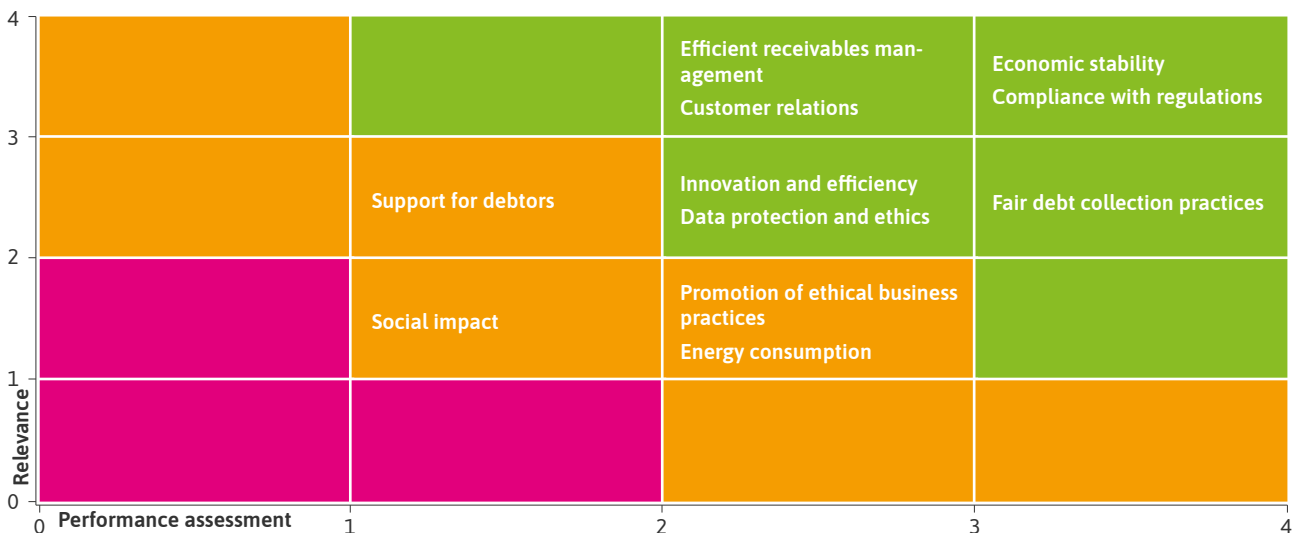 4
Efficient receivables man-
agement
Customer relations
Economic stability
Compliance with regulations
3
Support for debtors
Innovation and efficiency
Data protection and ethics
Fair debt collection practices
2
Social impact
Promotion of ethical business
practices
Energy consumption
1
Relevance
0
0 Performance assessment 1 2 3 4